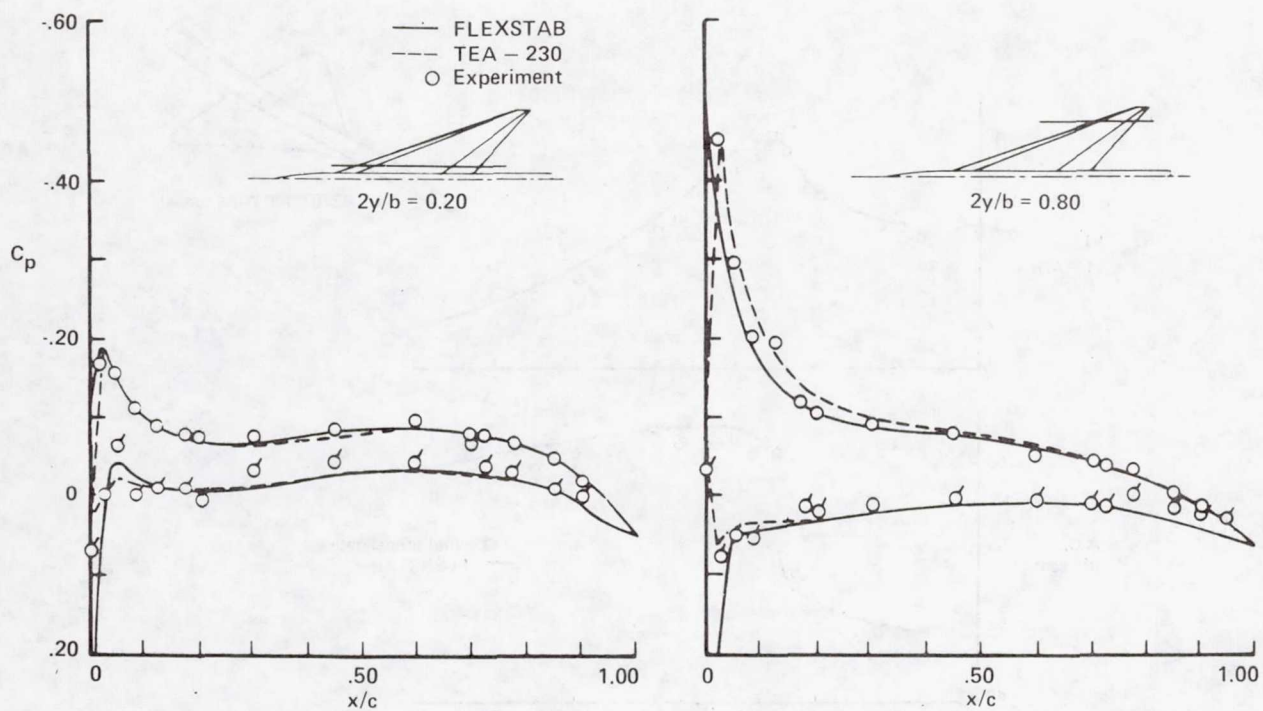 -.60
FLEXSTAB
TEA – 230
Experiment
-.40
2y/b = 0.20
2y/b = 0.80
Cp
-.20
0
.20
0
.50
1.00
0
.50
1.00
x/c
x/c